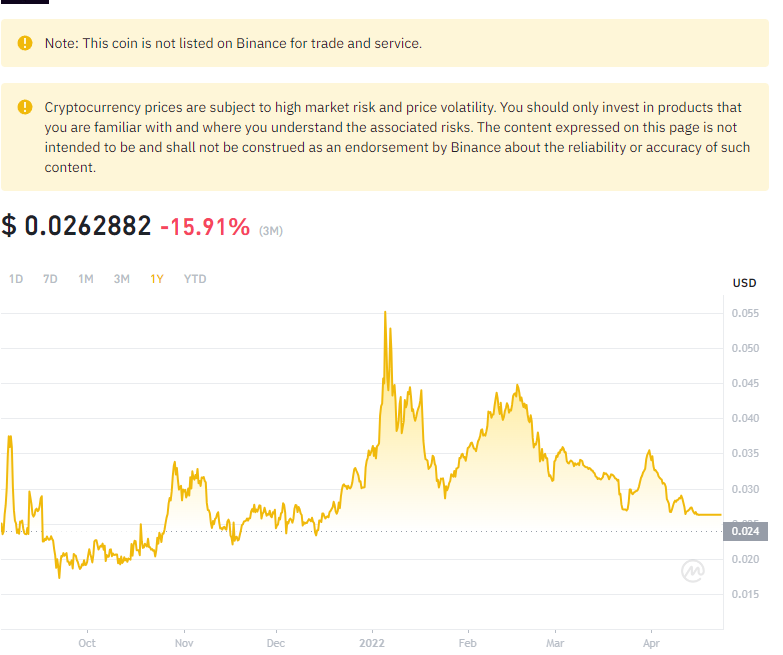 Note: This coin is not listed on Binance for trade and service.
Cryptocurrency prices are subject to high market risk and price volatility. You should only invest in products that
you are familiar with and where you understand the associated risks. The content expressed on this page is not
intended to be and shall not be construed as an endorsement by Binance about the reliability or accuracy of such
content.
$ 0.0262882 -15.91% (3M)
1D 7D 1M 3M 1Y YTD
USD
0.055
0.050
0.045
0.040
0.035
0.030
0.024
0.020
0.015
Oct Nov Dec 2022 Feb Mar Apr